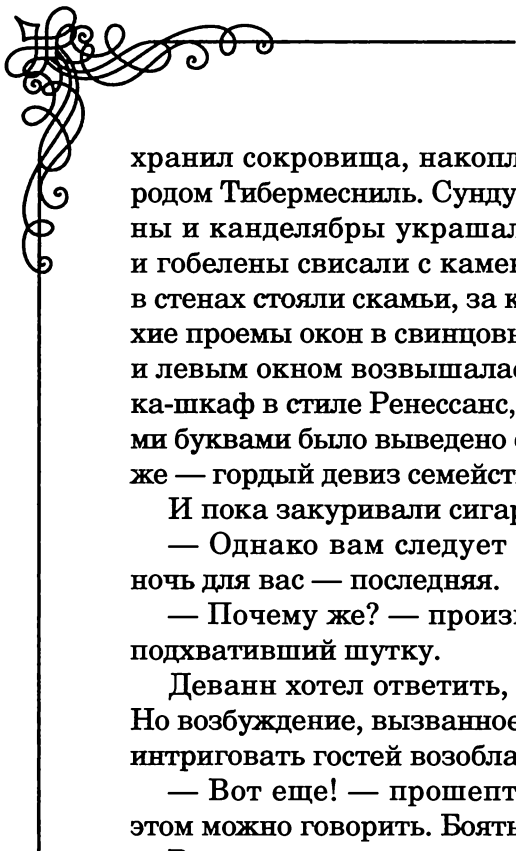 хранил сокровища, накопл
родом Тибермесниль. Сунду
ны и канделябры украшал
и гобелены свисали с камен
в стенах стояли скамьи, за к
хие проемы окон в свинцовы
и левым окном возвышалас
ка-шкаф в стиле Ренессанс,
ми буквами было выведено
же — гордый девиз семейст
И пока закуривали сигар
— Однако вам следует
ночь для вас — последняя.
— Почему же? — произ
подхвативший шутку.
Деванн хотел ответить,
Но возбуждение, вызванное
интриговать гостей возобла
— Вот еще! — прошепт
этом можно говорить. Боять